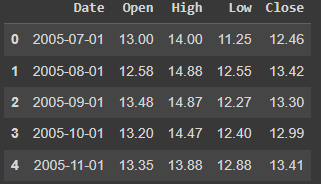 Date Open High Low Close
0 2005-07-01 13.00 14.00 11.25 12.46
1 2005-08-01 12.58 14.88 12.55 13.42
2 2005-09-01 13.48 14.87 12.27 13.30
3 2005-10-01 13.20 14.47 12.40 12.99
4 2005-11-01 13.35 13.88 12.88 13.41